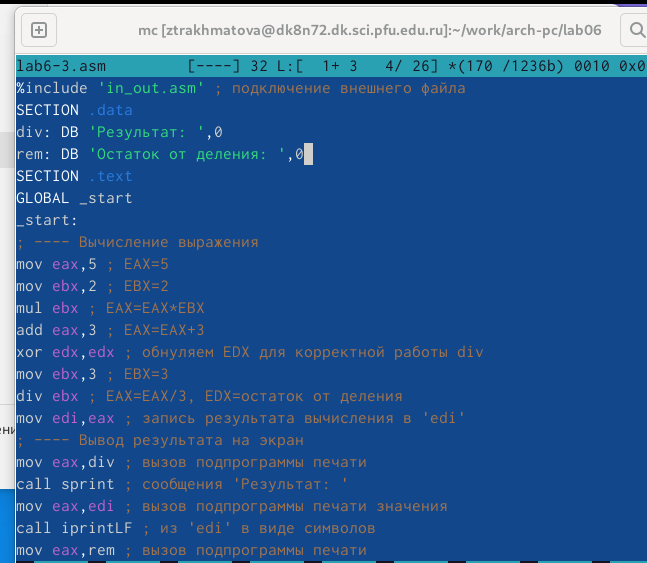 mc [ztrakhmatova@dk8n72.dk.sci.pfu.edu.ru]:~/work/arch-pc/lab06
lab6-3.asm [----] 32 L:[ 1+ 3 4/ 26] *(170 /1236b) 0010 0x0
%include 'in_out.asm' ; подключение внешнего файла
SECTION .data
div: DB 'Результат: ',0
rem: DB 'Остаток от деления: ',0
SECTION .text
GLOBAL _start
_start:
; ---- Вычисление выражения
mov eax,5 ; EAX=5
mov ebx,2 ; EBX=2
mul ebx ; EAX=EAX*EBX
add eax,3 ; EAX=EAX+3
xor edx,edx ; обнуляем EDX для корректной работы div
mov ebx,3 ; EBX=3
div ebx ; EAX=EAX/3, EDX=остаток от деления
mov edi,eax ; запись результата вычисления в 'edi'
; ---- Вывод результата на экран
mov eax,div ; вызов подпрограммы печати
call sprint ; сообщения 'Результат: '
mov eax,edi ; вызов подпрограммы печати значения
call iprintLF ; из 'edi' в виде символов
mov eax,rem ; вызов подпрограммы печати